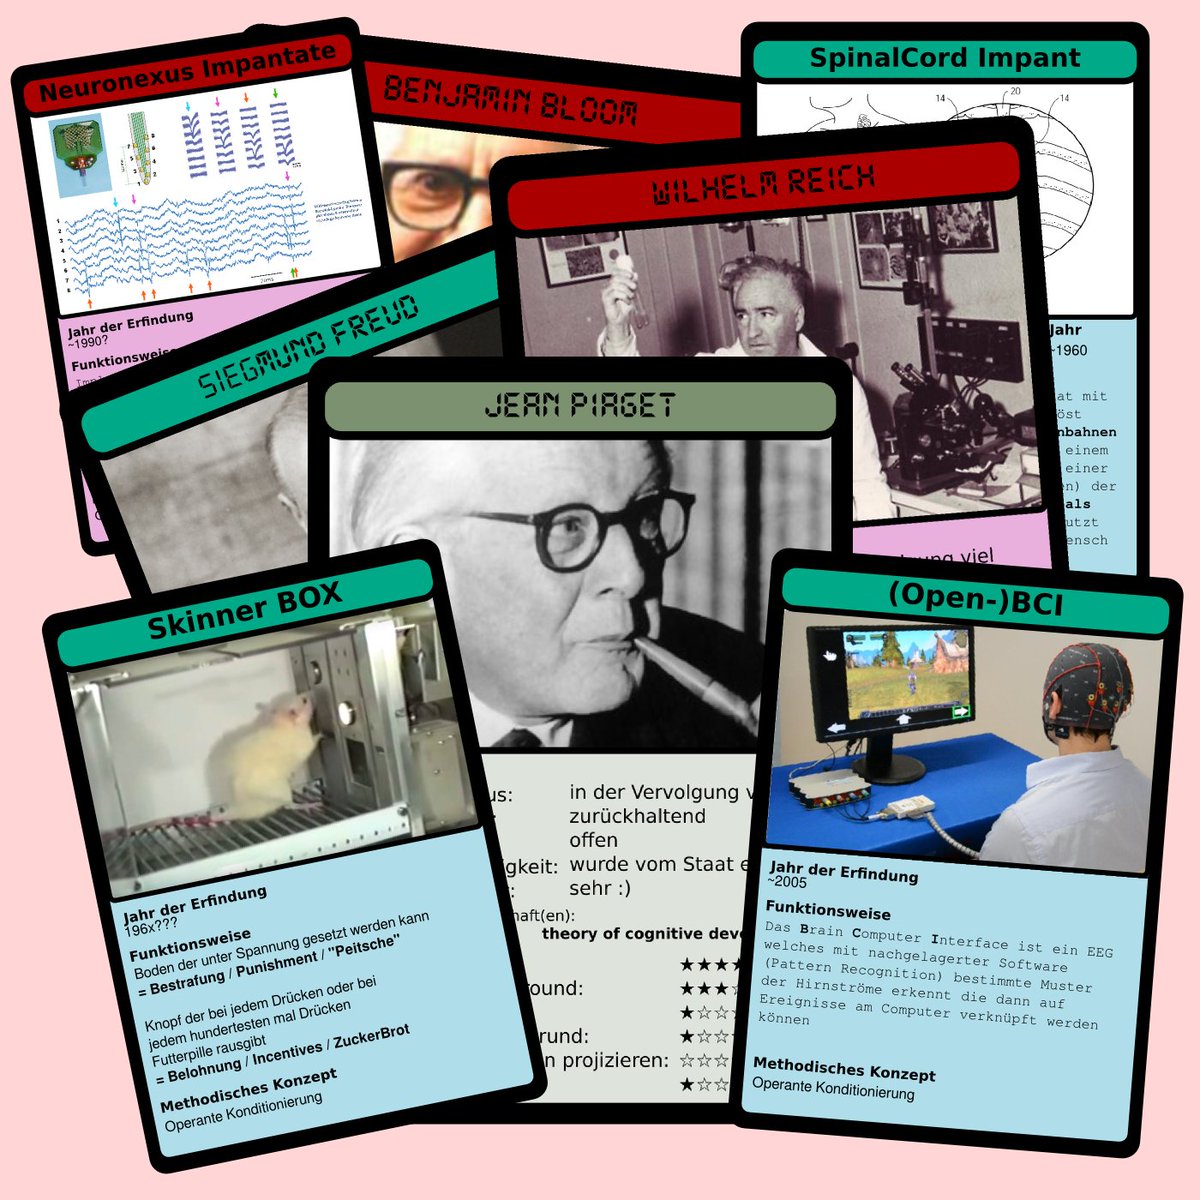 Neuronexus Impantate
Jahr der Erfindung
~1990?
Funktionsweise
BENJAMIN BLOOM
SpinalCord Impant
14
20
14
Jahr
~1960
at mit
öst
nbahnen
einem
einer
en) der
als
utzt
ensch
WILHELM REICH
viel
SIEGMUND FREUD
JEAN PIAGET
us:
in der Vervolgung v
zurückhaltend
offen
igkeit:
wurde vom Staat e
sehr :)
haft(en):
theory of cognitive deve
★★★★
ound:
★★★☆
★☆☆
rund:
★☆☆
n projizieren:
☆☆☆
★☆☆
Skinner BOX
Jahr der Erfindung
196x???
Funktionsweise
Boden der unter Spannung gesetzt werden kann
= Bestrafung / Punishment / "Peitsche"
Knopf der bei jedem Drücken oder bei
jedem hundertesten mal Drücken
Futterpille rausgibt
= Belohnung / Incentives / ZuckerBrot
Methodisches Konzept
Operante Konditionierung
(Open-)BCI
Jahr der Erfindung
~2005
Funktionsweise
Das Brain Computer Interface ist ein EEG
welches mit nachgelagerter Software
(Pattern Recognition) bestimmte Muster
der Hirnströme erkennt die dann auf
Ereignisse am Computer verknüpft werden
können
Methodisches Konzept
Operante Konditionierung